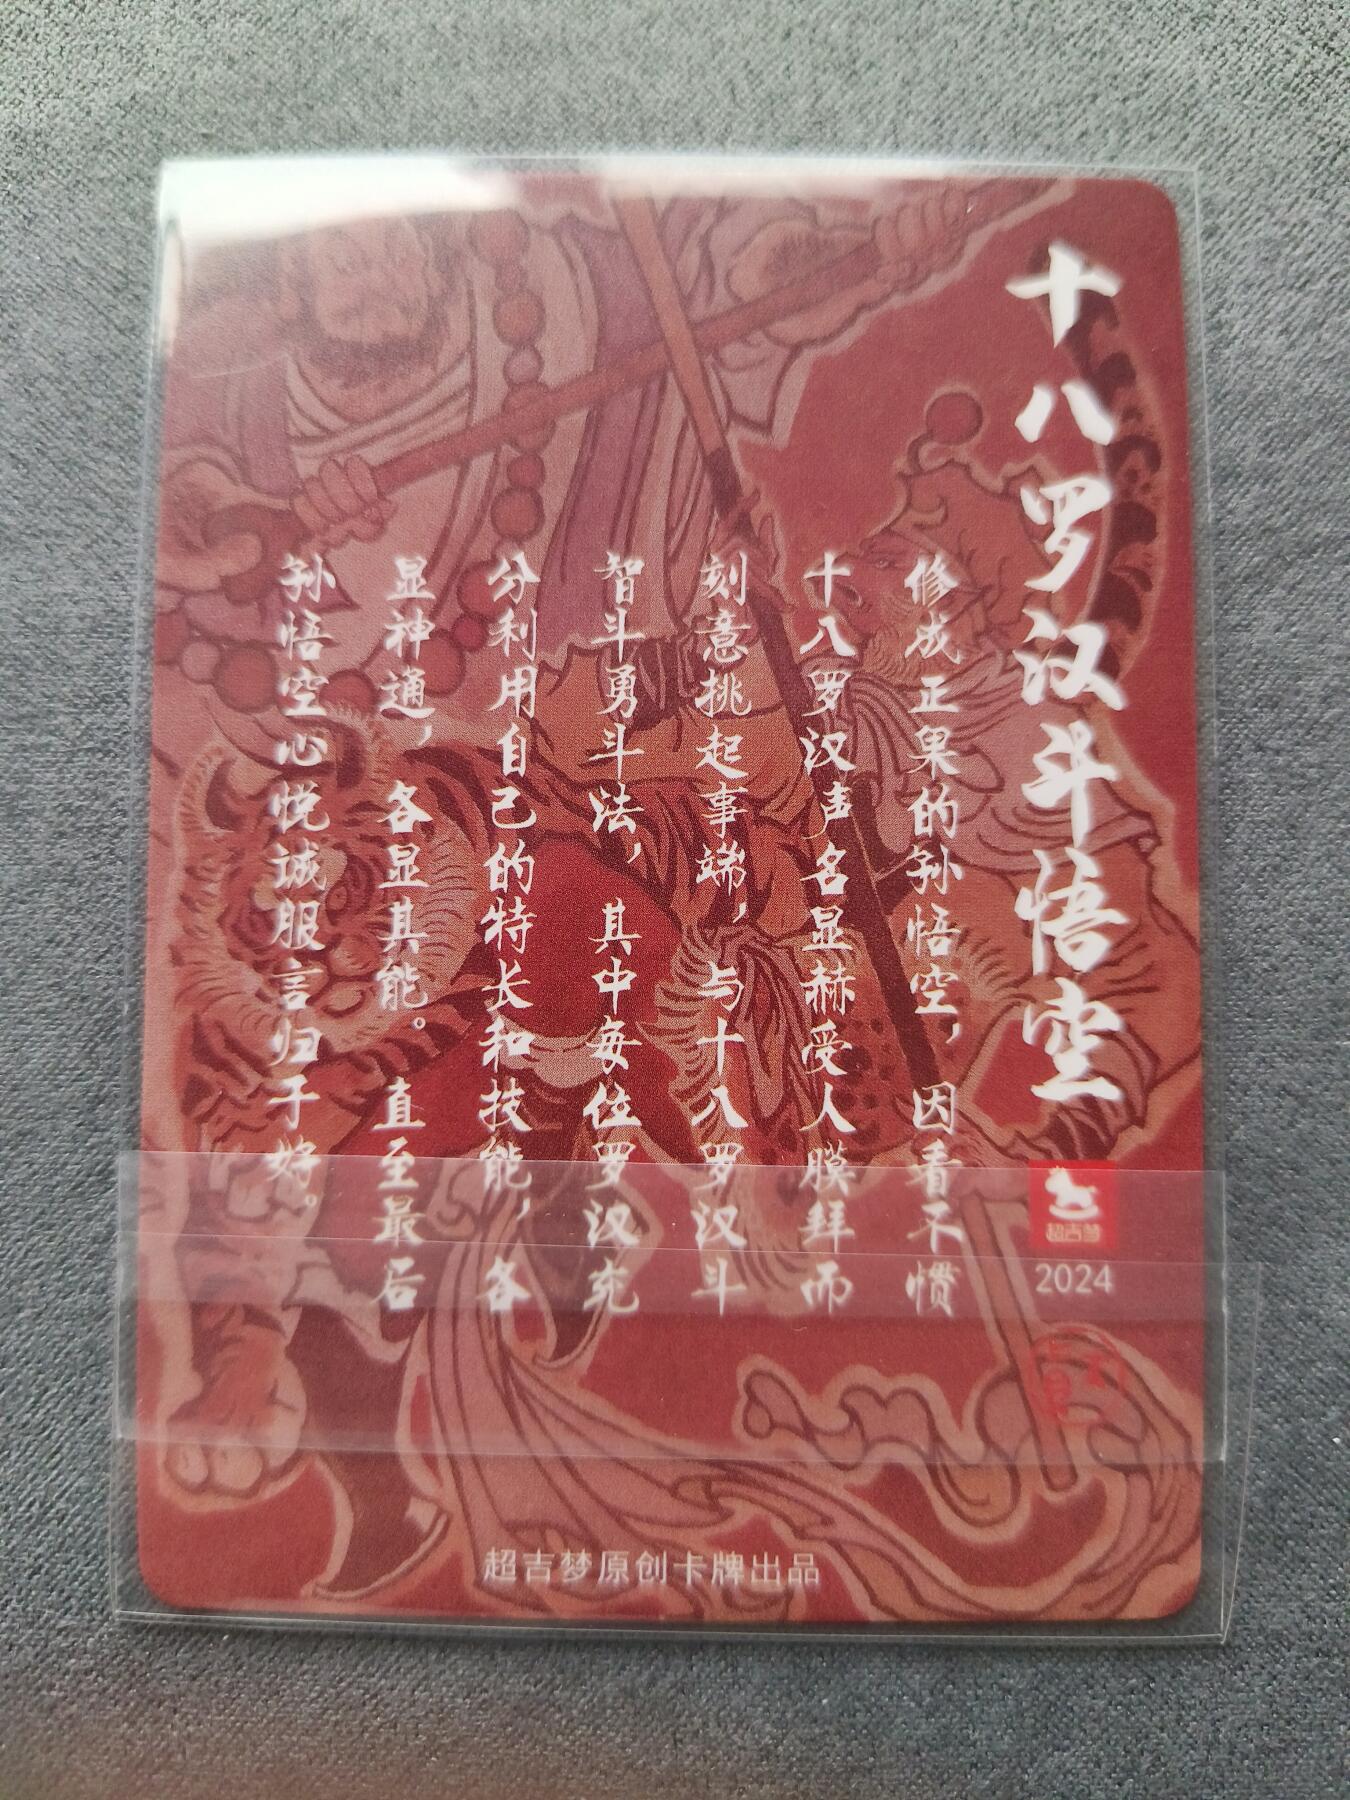 十八罗汉斗悟空
修成正果的孙悟空，因看不惯
十八罗汉声名显赫受人膜拜而
刻意挑起事端，与十八罗汉斗
智斗勇斗法，其中每位罗汉充
分利用自己的特长和技能，各
显神通，各显其能。直至最后
孙悟空心悦诚服言归于好。
超吉梦
2024
超吉梦原创卡牌出品